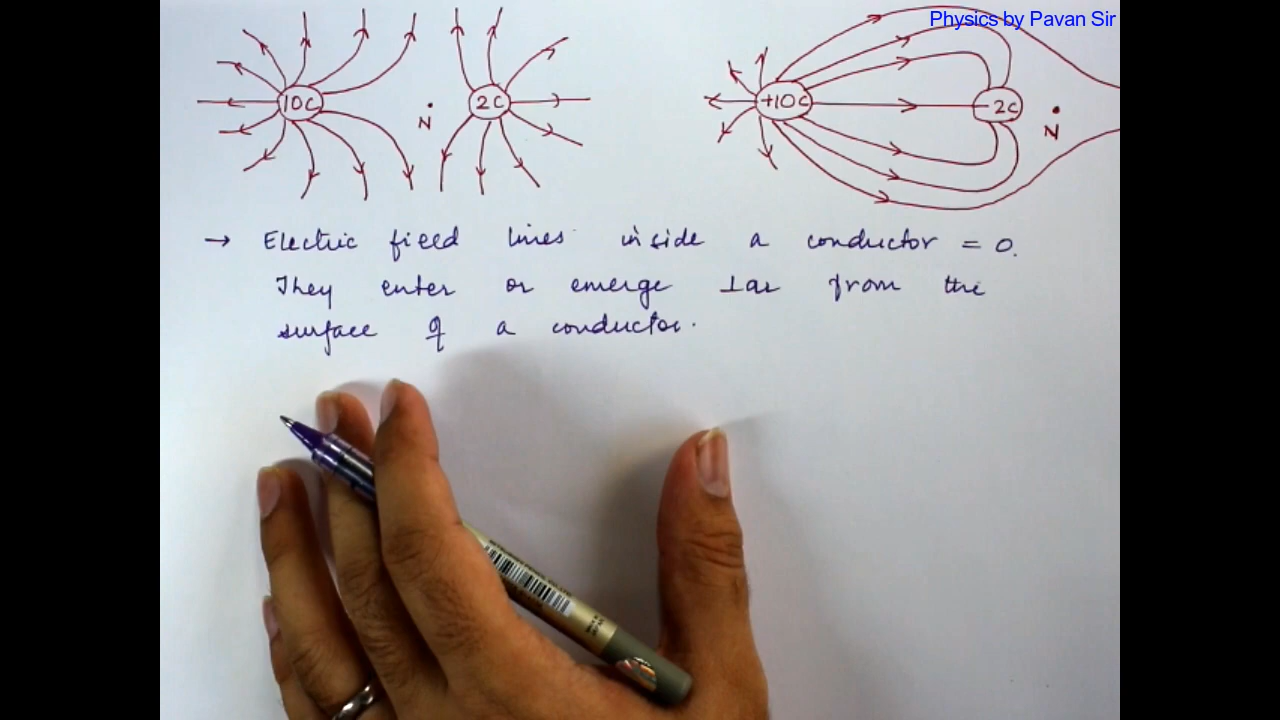 Physics by Pavan Sir
10C
N
2C
+10C
-2C
N
→ Electric field lines inside a conductor = 0.
They enter or emerge ⊥ar from the
surface of a conductor.